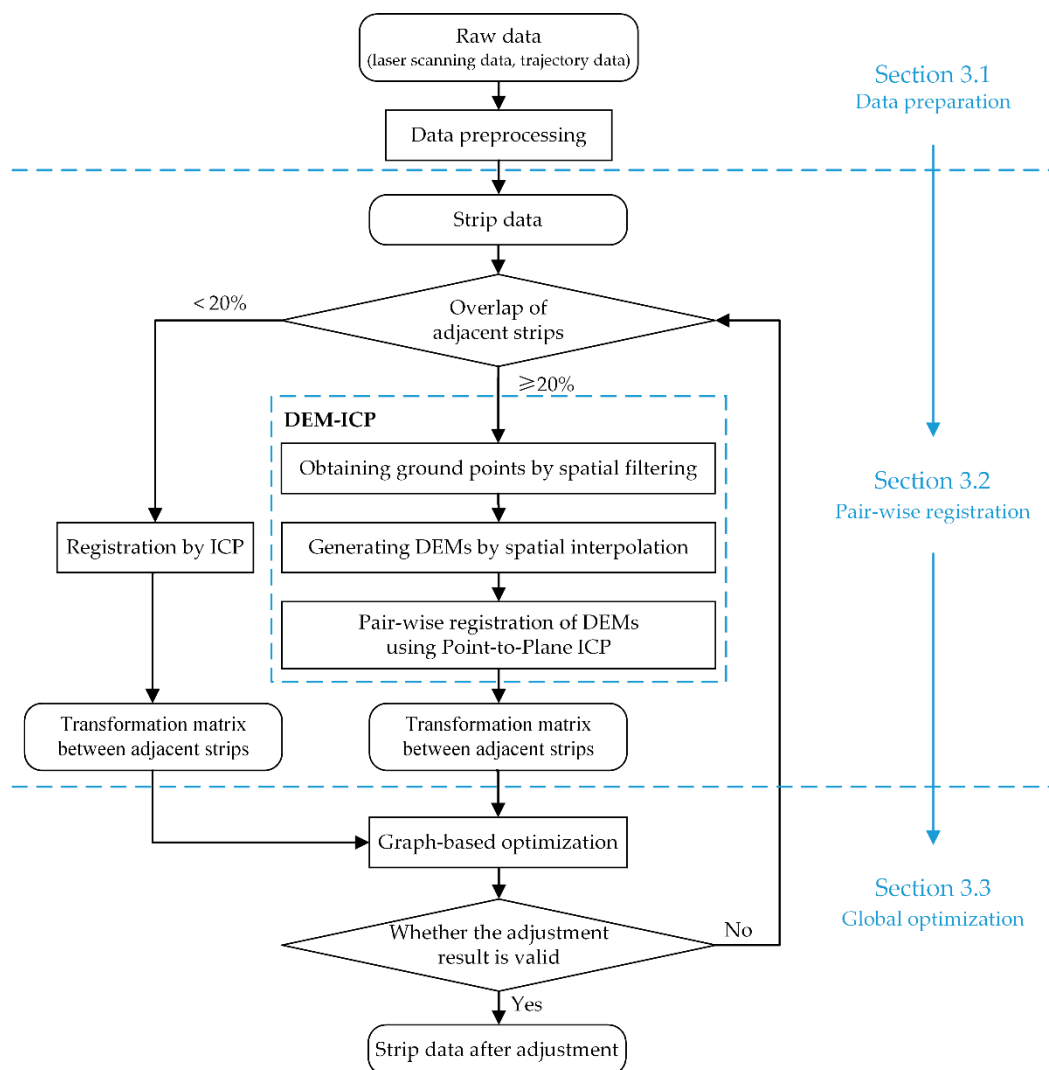 Raw data
(laser scanning data, trajectory data)
Section 3.1
Data preparation
Data preprocessing
Strip data
< 20%
Overlap of
adjacent strips
⩾20%
DEM-ICP
Obtaining ground points by spatial filtering
Section 3.2
Pair-wise registration
Registration by ICP
Generating DEMs by spatial interpolation
Pair-wise registration of DEMs
using Point-to-Plane ICP
Transformation matrix
between adjacent strips
Transformation matrix
between adjacent strips
Graph-based optimization
Section 3.3
Global optimization
Whether the adjustment
result is valid
No
Yes
Strip data after adjustment